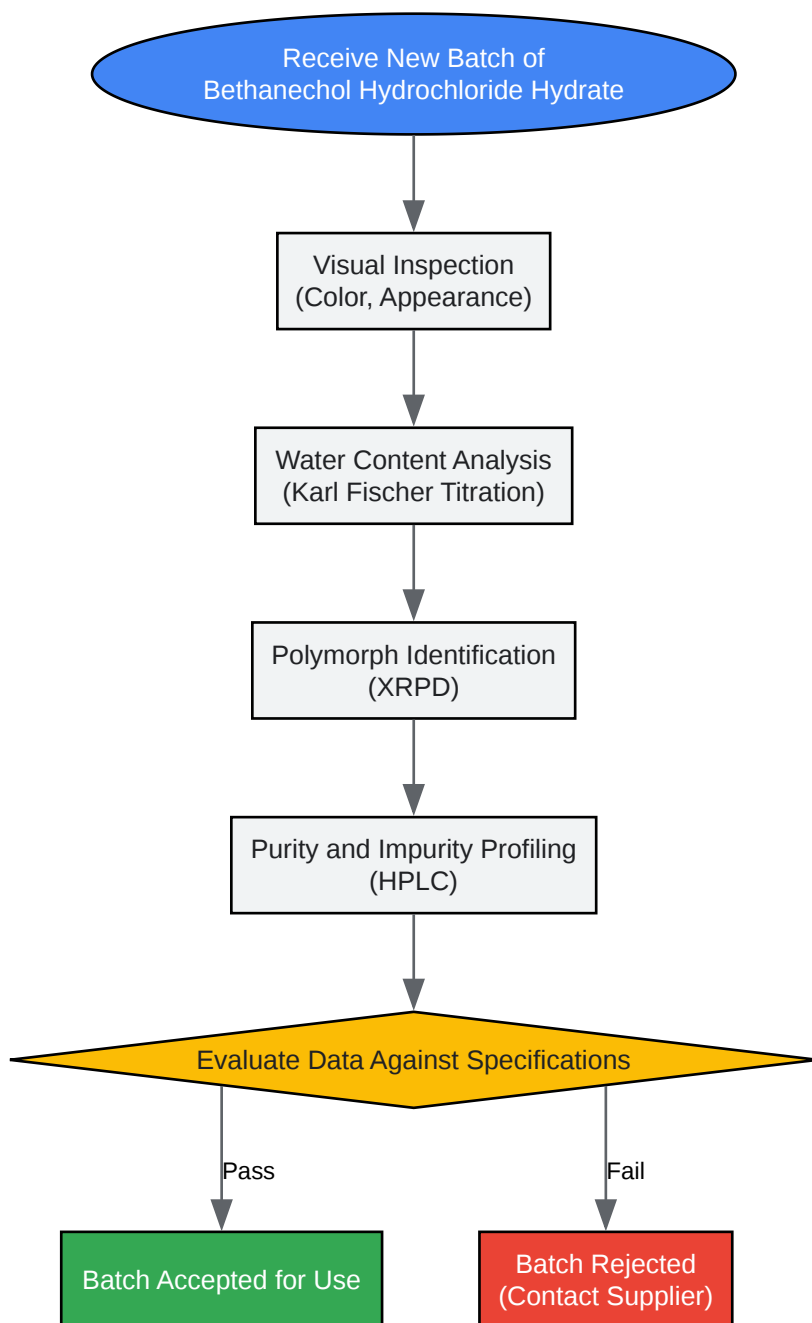 Receive New Batch of
Bethanechol Hydrochloride Hydrate
Visual Inspection
(Color, Appearance)
Water Content Analysis
(Karl Fischer Titration)
Polymorph Identification
(XRPD)
Purity and Impurity Profiling
(HPLC)
Evaluate Data Against Specifications
Pass
Fail
Batch Accepted for Use
Batch Rejected
(Contact Supplier)